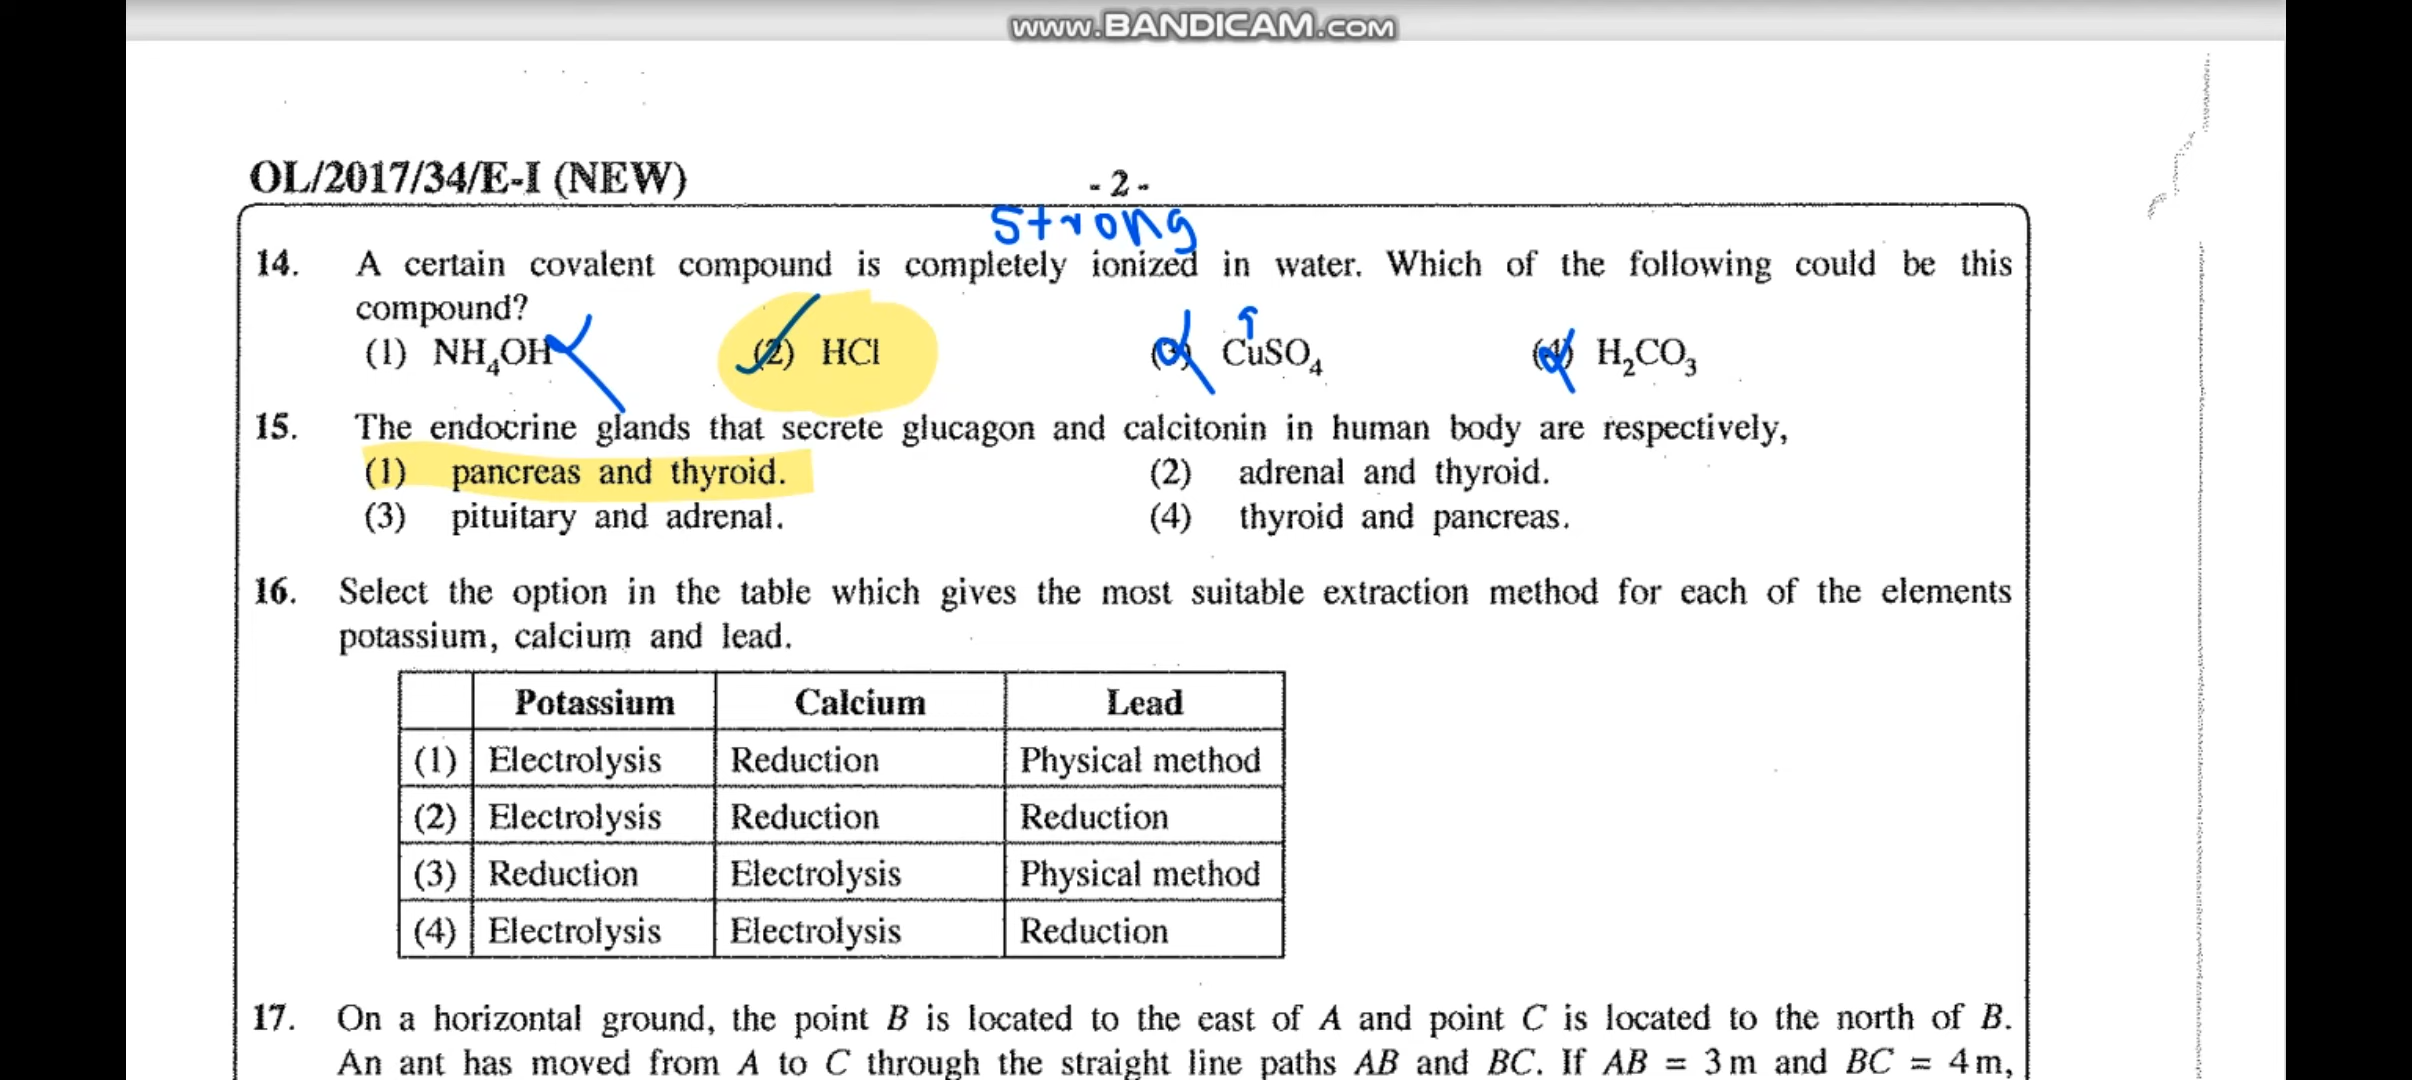 www.BANDICAM.COM
OL/2017/34/E-I (NEW)
- 2 -
Strong
14. A certain covalent compound is completely ionized in water. Which of the following could be this
compound?
(1) NH₄OH (2) HCl (3) CuSO₄ (4) H₂CO₃
15. The endocrine glands that secrete glucagon and calcitonin in human body are respectively,
(1) pancreas and thyroid. (2) adrenal and thyroid.
(3) pituitary and adrenal. (4) thyroid and pancreas.
16. Select the option in the table which gives the most suitable extraction method for each of the elements
potassium, calcium and lead.
Potassium Calcium Lead
(1) Electrolysis Reduction Physical method
(2) Electrolysis Reduction Reduction
(3) Reduction Electrolysis Physical method
(4) Electrolysis Electrolysis Reduction
17. On a horizontal ground, the point B is located to the east of A and point C is located to the north of B.
An ant has moved from A to C through the straight line paths AB and BC. If AB = 3 m and BC = 4 m,